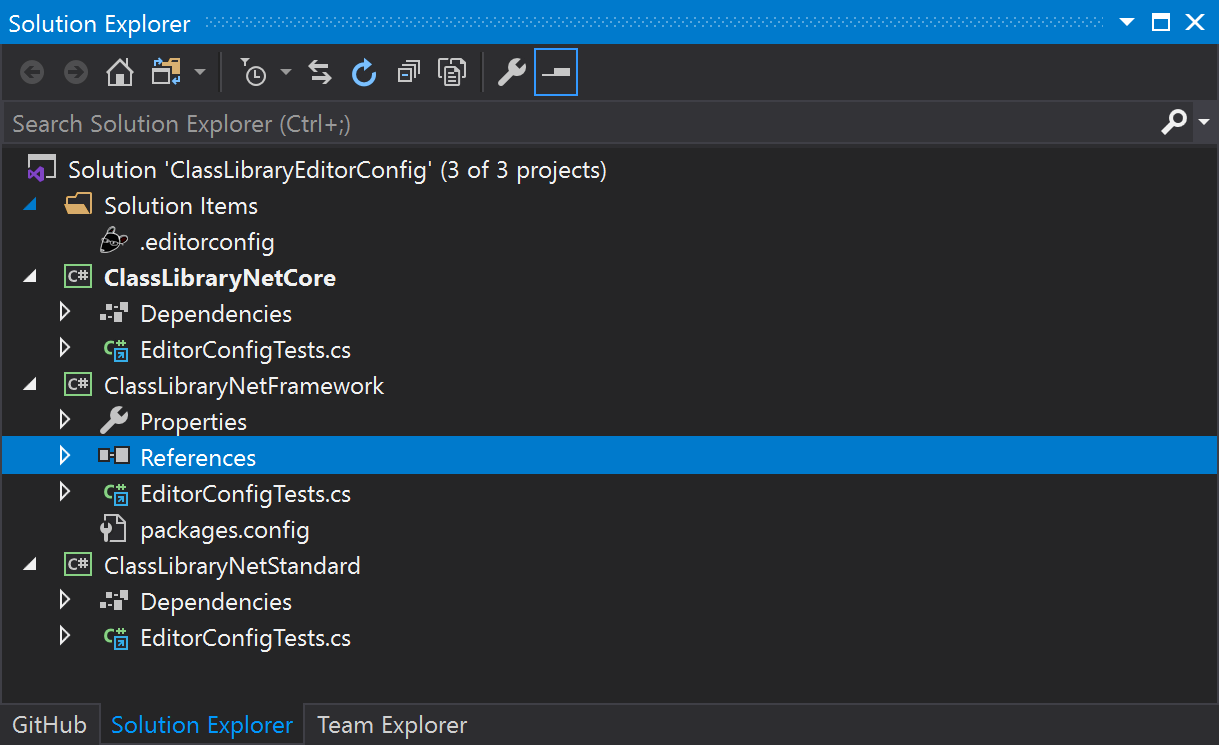 Solution Explorer
Search Solution Explorer (Ctrl+;)
Solution 'ClassLibraryEditorConfig' (3 of 3 projects)
Solution Items
.editorconfig
C# ClassLibraryNetCore
Dependencies
C# EditorConfigTests.cs
C# ClassLibraryNetFramework
Properties
References
C# EditorConfigTests.cs
packages.config
C# ClassLibraryNetStandard
Dependencies
C# EditorConfigTests.cs
GitHub Solution Explorer Team Explorer